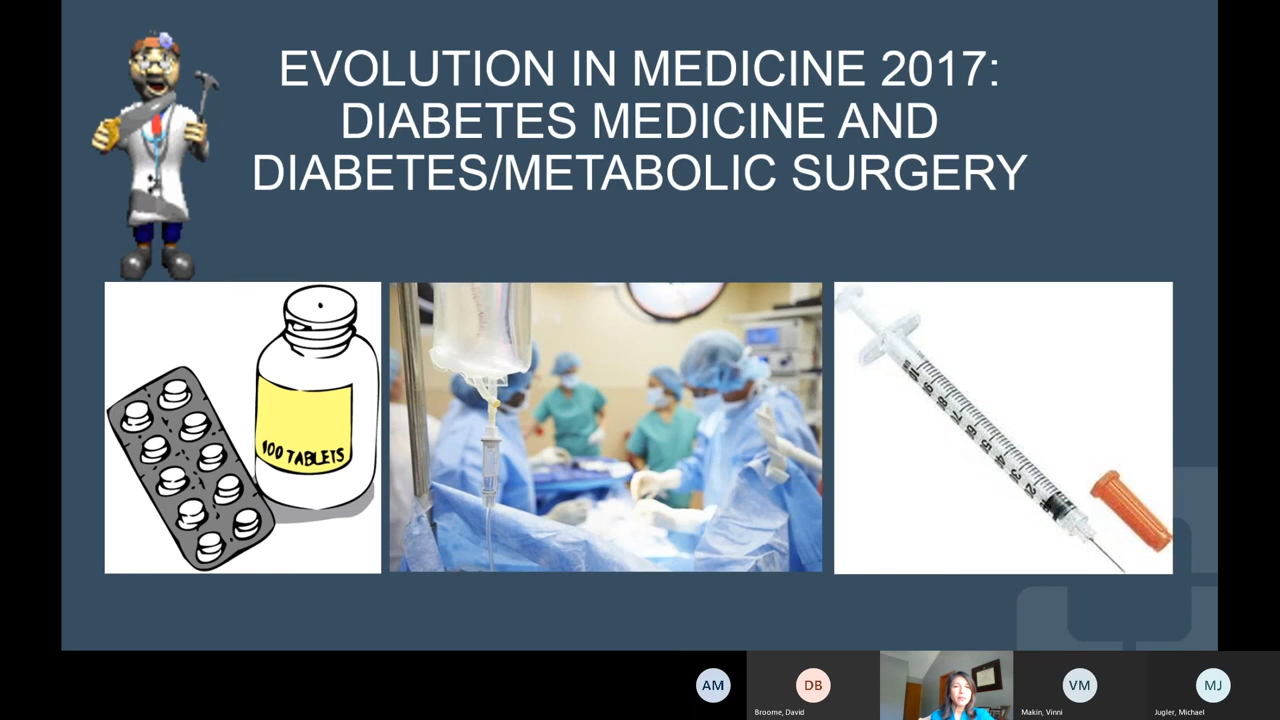 EVOLUTION IN MEDICINE 2017:
DIABETES MEDICINE AND
DIABETES/METABOLIC SURGERY
100 TABLETS
AM
DB
VM
MJ
Broome, David
Makin, Vinni
Jugler, Michael